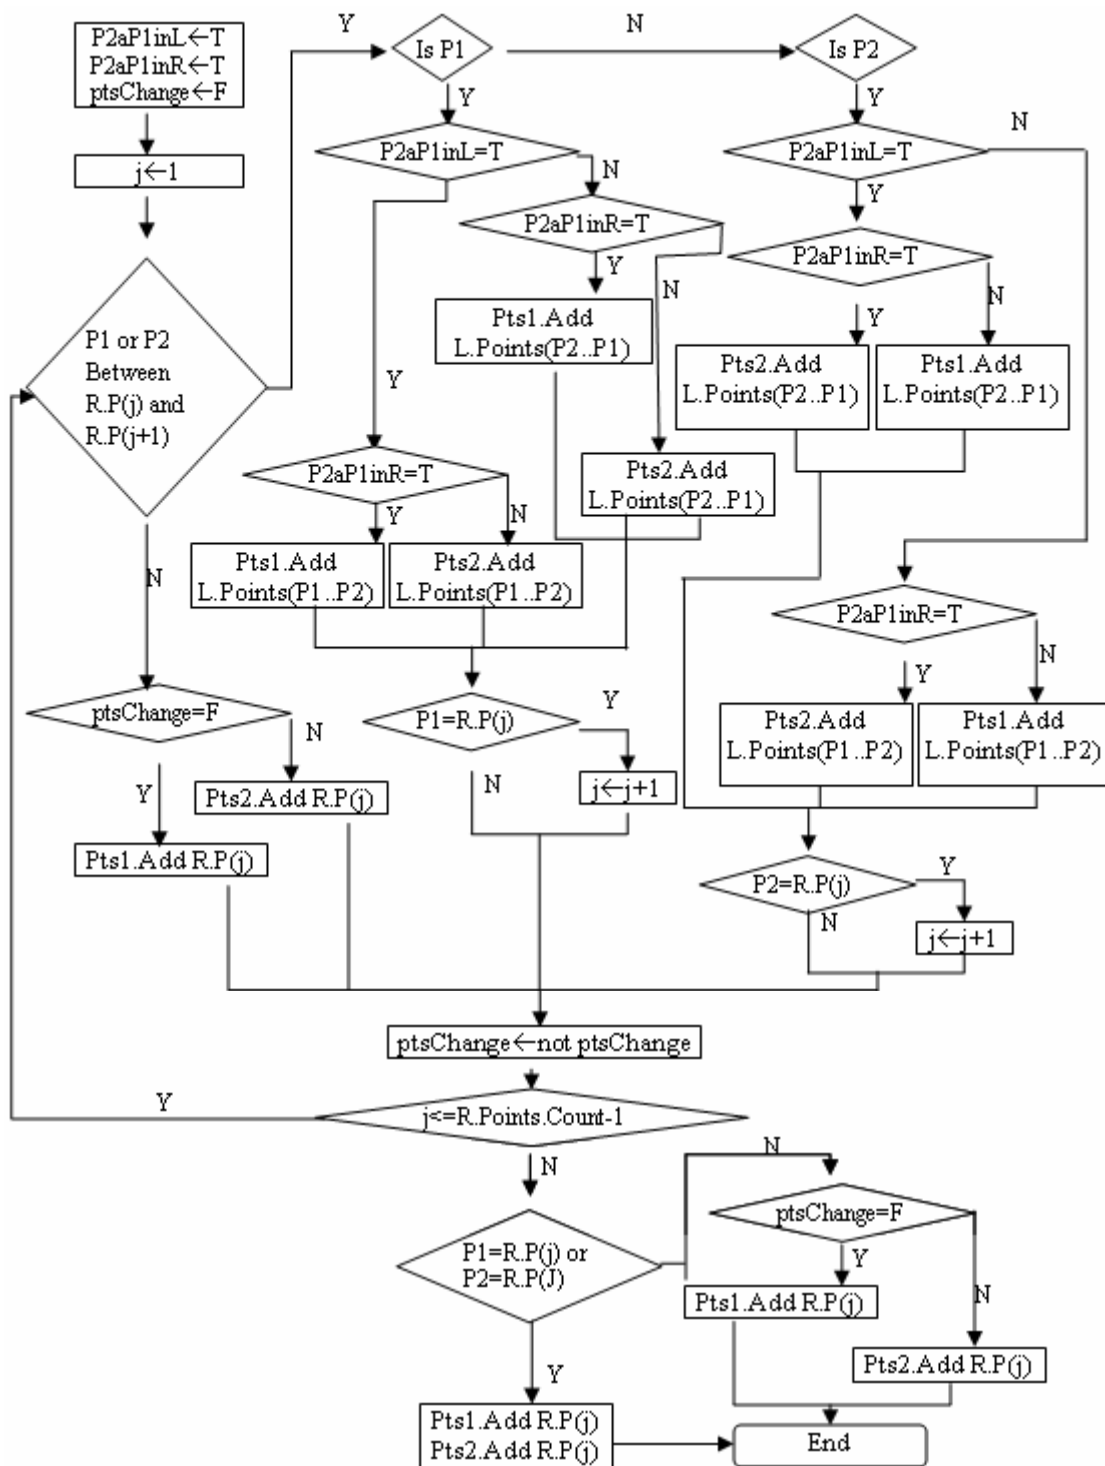 P2aP1inL←T
P2aP1inR←T
ptsChange←F
j←1
P1 or P2
Between
R.P(j) and
R.P(j+1)
Y
Is P1
N
Is P2
Y
P2aP1inL=T
N
P2aP1inR=T
Y
Pts1.Add
L.Points(P2..P1)
N
Pts2.Add
L.Points(P2..P1)
Y
P2aP1inR=T
Y
Pts1.Add
L.Points(P1..P2)
N
Pts2.Add
L.Points(P1..P2)
P1=R.P(j)
Y
j←j+1
N
Y
P2aP1inL=T
N
Y
P2aP1inR=T
Y
Pts2.Add
L.Points(P2..P1)
N
Pts1.Add
L.Points(P2..P1)
P2aP1inR=T
Y
Pts2.Add
L.Points(P1..P2)
N
Pts1.Add
L.Points(P1..P2)
P2=R.P(j)
Y
j←j+1
N
N
ptsChange=F
N
Pts2.Add R.P(j)
Y
Pts1.Add R.P(j)
ptsChange←not ptsChange
j<=R.Points.Count-1
Y
N
P1=R.P(j) or
P2=R.P(J)
N
ptsChange=F
Y
Pts1.Add R.P(j)
N
Pts2.Add R.P(j)
Y
Pts1.Add R.P(j)
Pts2.Add R.P(j)
End